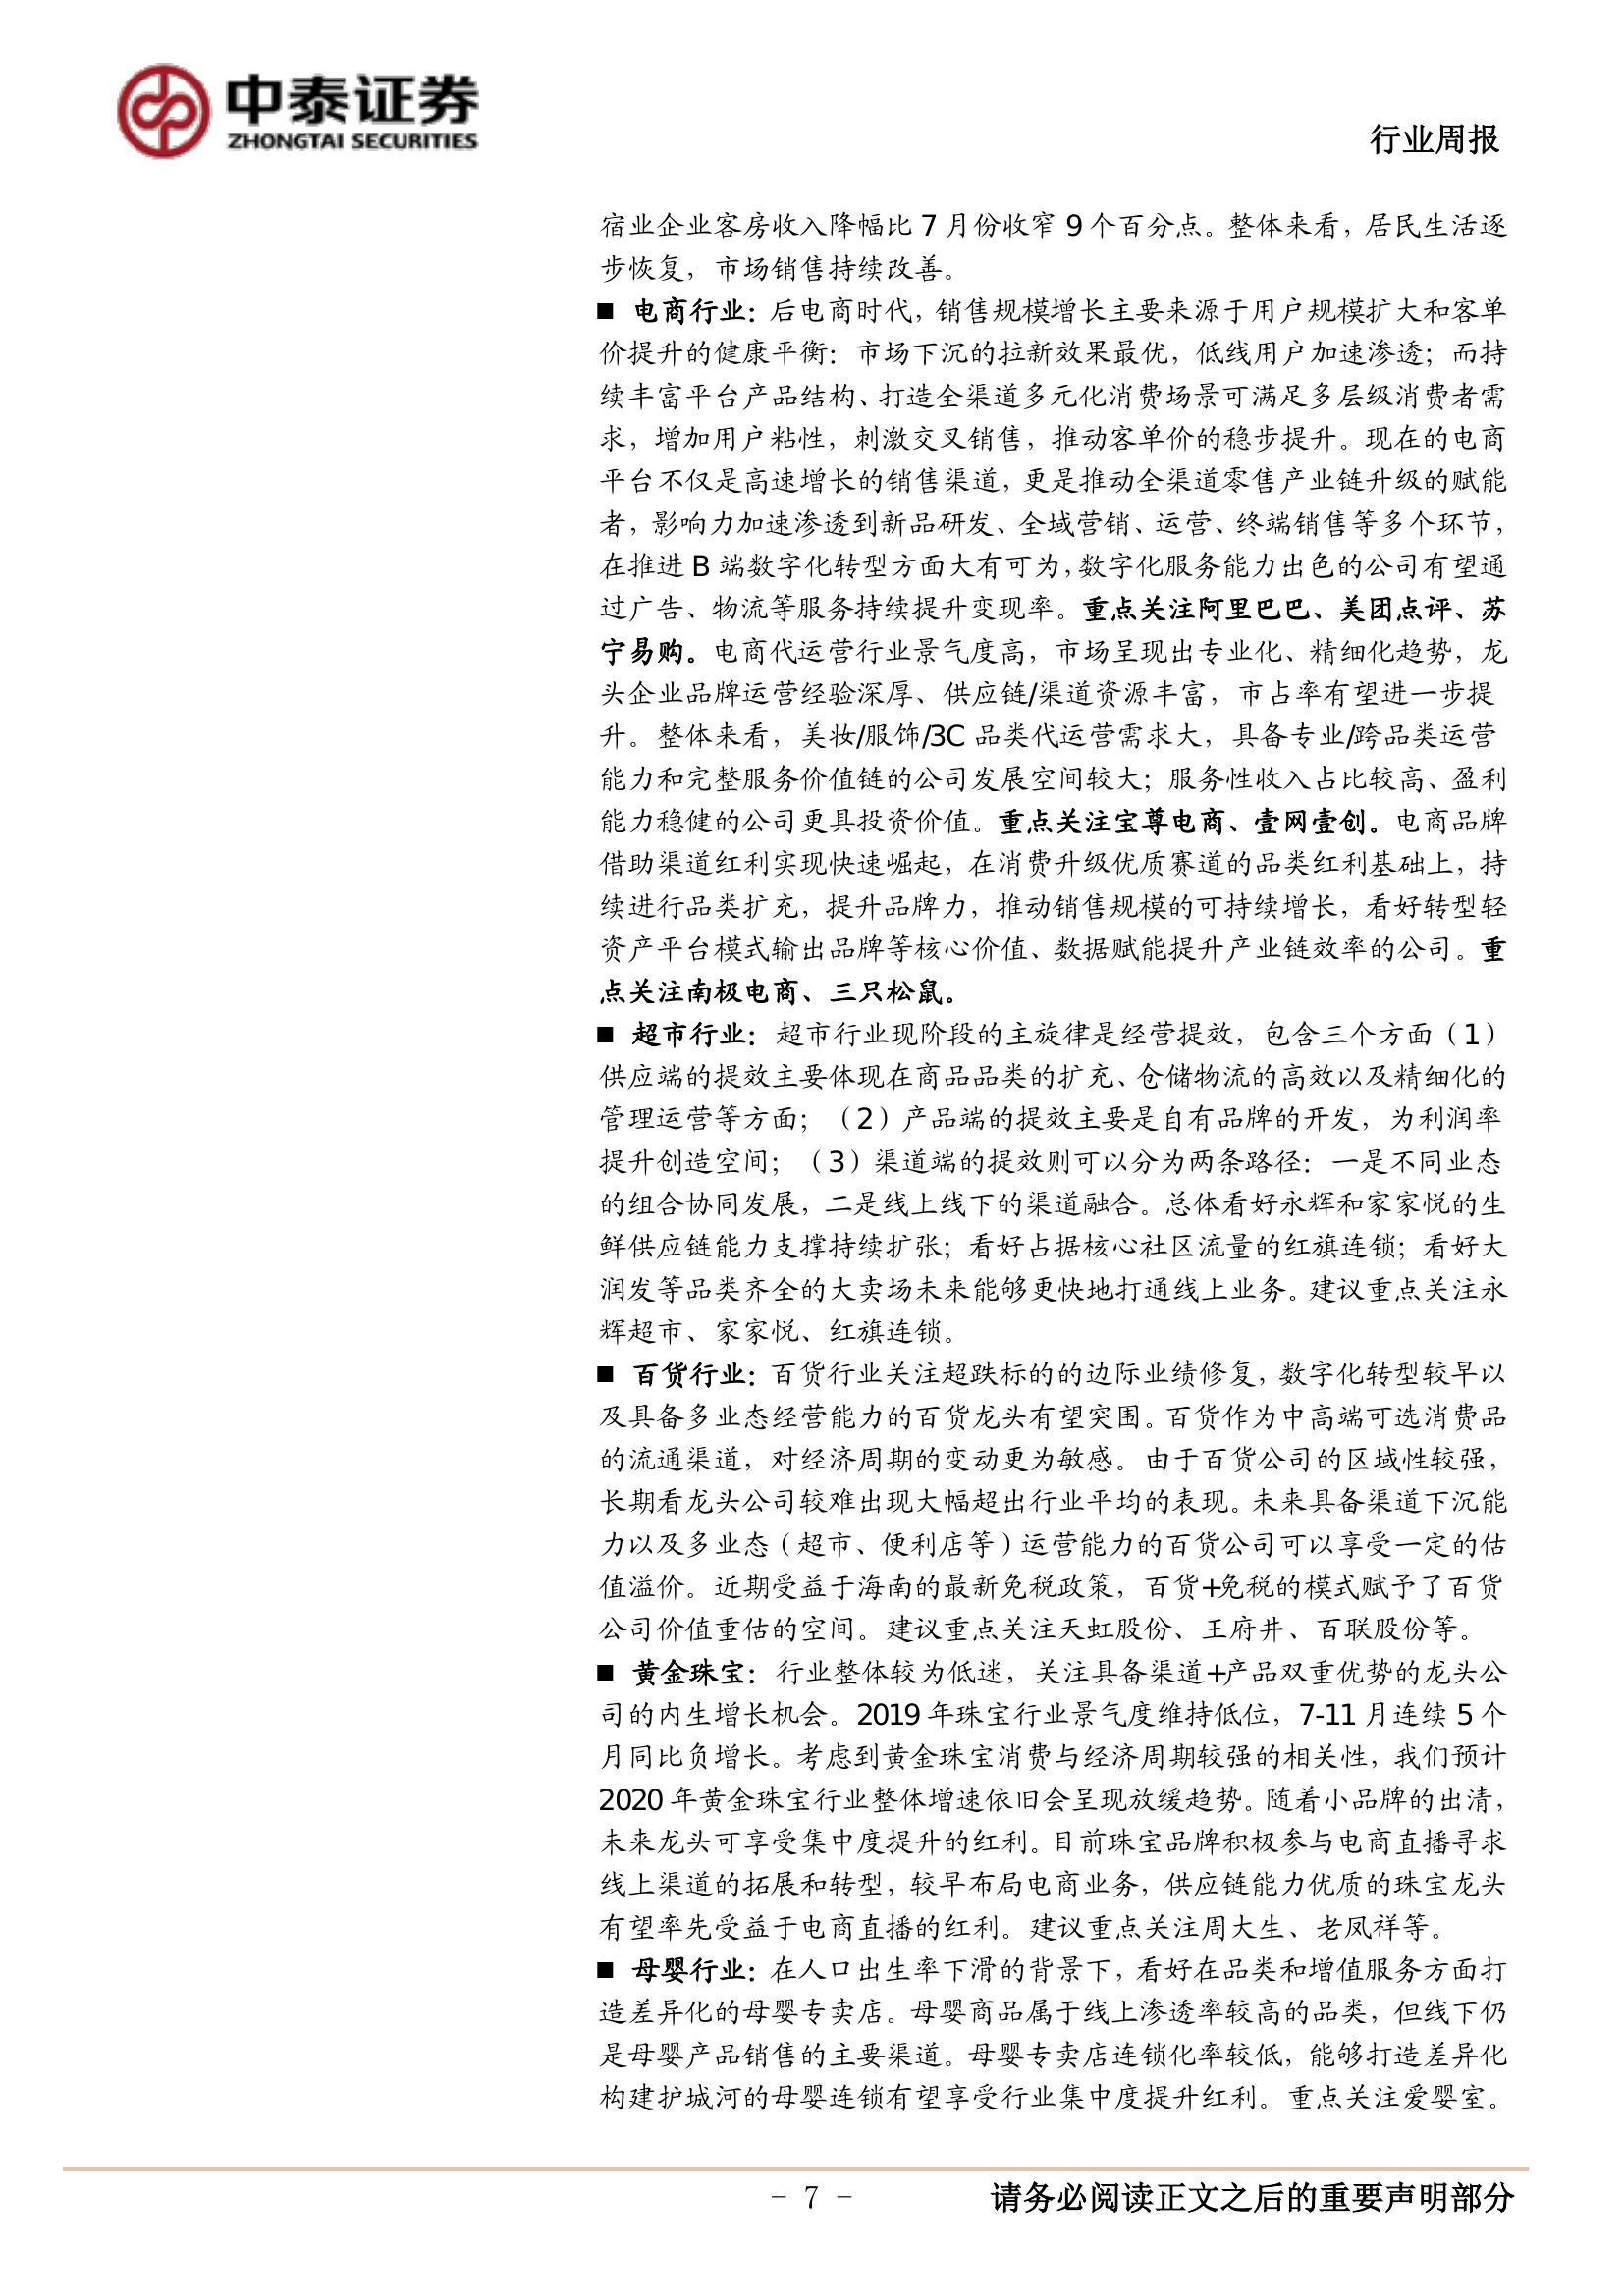 中泰证券
ZHONGTAI SECURITIES
行业周报
宿业企业客房收入降幅比 7 月份收窄 9 个百分点。整体来看，居民生活逐
步恢复，市场销售持续改善。
■ 电商行业：后电商时代，销售规模增长主要来源于用户规模扩大和客单
价提升的健康平衡：市场下沉的拉新效果最优，低线用户加速渗透；而持
续丰富平台产品结构、打造全渠道多元化消费场景可满足多层级消费者需
求，增加用户粘性，刺激交叉销售，推动客单价的稳步提升。现在的电商
平台不仅是高速增长的销售渠道，更是推动全渠道零售产业链升级的赋能
者，影响力加速渗透到新品研发、全域营销、运营、终端销售等多个环节，
在推进 B 端数字化转型方面大有可为，数字化服务能力出色的公司有望通
过广告、物流等服务持续提升变现率。重点关注阿里巴巴、美团点评、苏
宁易购。电商代运营行业景气度高，市场呈现出专业化、精细化趋势，龙
头企业品牌运营经验深厚、供应链/渠道资源丰富，市占率有望进一步提
升。整体来看，美妆/服饰/3C 品类代运营需求大，具备专业/跨品类运营
能力和完整服务价值链的公司发展空间较大；服务性收入占比较高、盈利
能力稳健的公司更具投资价值。重点关注宝尊电商、壹网壹创。电商品牌
借助渠道红利实现快速崛起，在消费升级优质赛道的品类红利基础上，持
续进行品类扩充，提升品牌力，推动销售规模的可持续增长，看好转型轻
资产平台模式输出品牌等核心价值、数据赋能提升产业链效率的公司。重
点关注南极电商、三只松鼠。
■ 超市行业：超市行业现阶段的主旋律是经营提效，包含三个方面（1）
供应端的提效主要体现在商品品类的扩充、仓储物流的高效以及精细化的
管理运营等方面；（2）产品端的提效主要是自有品牌的开发，为利润率
提升创造空间；（3）渠道端的提效则可以分为两条路径：一是不同业态
的组合协同发展，二是线上线下的渠道融合。总体看好永辉和家家悦的生
鲜供应链能力支撑持续扩张；看好占据核心社区流量的红旗连锁；看好大
润发等品类齐全的大卖场未来能够更快地打通线上业务。建议重点关注永
辉超市、家家悦、红旗连锁。
■ 百货行业：百货行业关注超跌标的的边际业绩修复，数字化转型较早以
及具备多业态经营能力的百货龙头有望突围。百货作为中高端可选消费品
的流通渠道，对经济周期的变动更为敏感。由于百货公司的区域性较强，
长期看龙头公司较难出现大幅超出行业平均的表现。未来具备渠道下沉能
力以及多业态（超市、便利店等）运营能力的百货公司可以享受一定的估
值溢价。近期受益于海南的最新免税政策，百货+免税的模式赋予了百货
公司价值重估的空间。建议重点关注天虹股份、王府井、百联股份等。
■ 黄金珠宝：行业整体较为低迷，关注具备渠道+产品双重优势的龙头公
司的内生增长机会。2019 年珠宝行业景气度维持低位，7-11 月连续 5 个
月同比负增长。考虑到黄金珠宝消费与经济周期较强的相关性，我们预计
2020 年黄金珠宝行业整体增速依旧会呈现放缓趋势。随着小品牌的出清，
未来龙头可享受集中度提升的红利。目前珠宝品牌积极参与电商直播寻求
线上渠道的拓展和转型，较早布局电商业务，供应链能力优质的珠宝龙头
有望率先受益于电商直播的红利。建议重点关注周大生、老凤祥等。
■ 母婴行业：在人口出生率下滑的背景下，看好在品类和增值服务方面打
造差异化的母婴专卖店。母婴商品属于线上渗透率较高的品类，但线下仍
是母婴产品销售的主要渠道。母婴专卖店连锁化率较低，能够打造差异化
构建护城河的母婴连锁有望享受行业集中度提升红利。重点关注爱婴室。
- 7 -
请务必阅读正文之后的重要声明部分